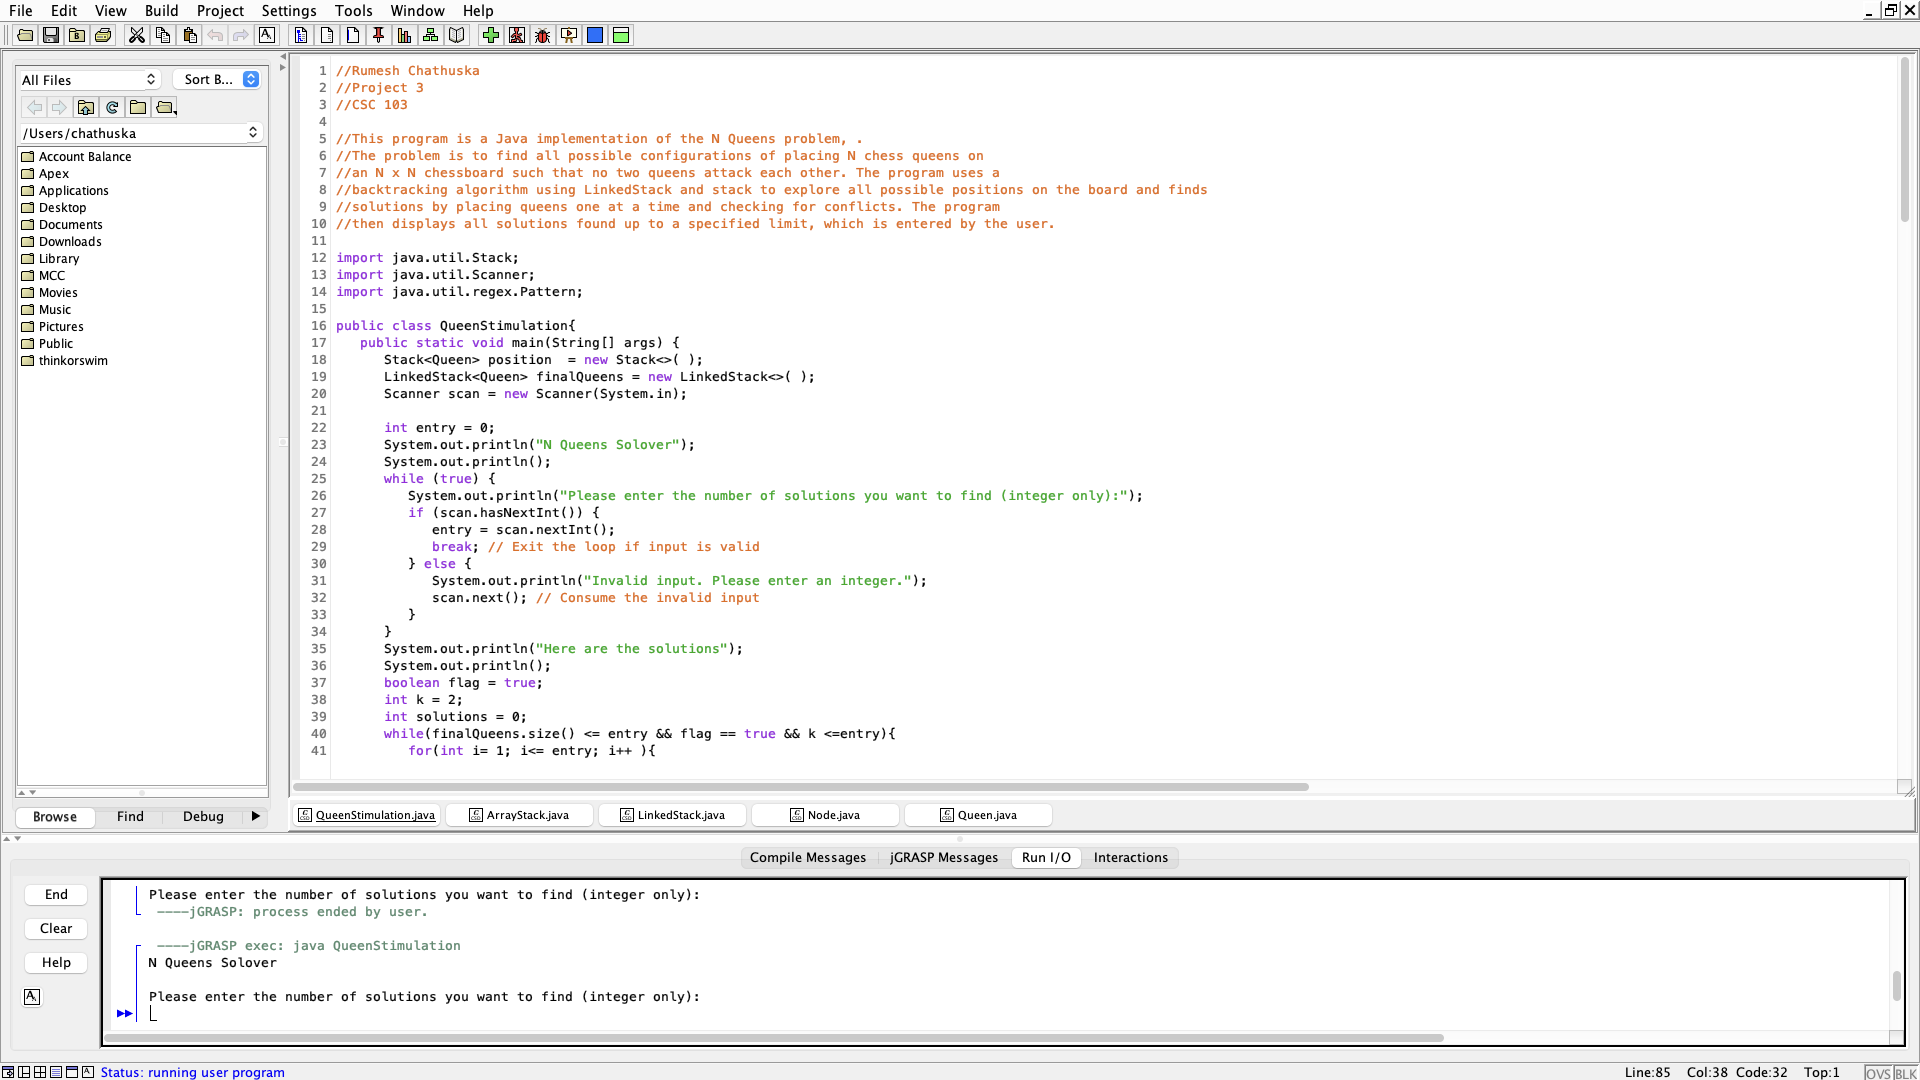 File Edit View Build Project Settings Tools Window Help
All Files Sort B...
/Users/chathuska
Account Balance
Apex
Applications
Desktop
Documents
Downloads
Library
MCC
Movies
Music
Pictures
Public
thinkorswim
Browse Find Debug
1 //Rumesh Chathuska
2 //Project 3
3 //CSC 103
4
5 //This program is a Java implementation of the N Queens problem, .
6 //The problem is to find all possible configurations of placing N chess queens on
7 //an N x N chessboard such that no two queens attack each other. The program uses a
8 //backtracking algorithm using LinkedStack and stack to explore all possible positions on the board and finds
9 //solutions by placing queens one at a time and checking for conflicts. The program
10 //then displays all solutions found up to a specified limit, which is entered by the user.
11
12 import java.util.Stack;
13 import java.util.Scanner;
14 import java.util.regex.Pattern;
15
16 public class QueenStimulation{
17 public static void main(String[] args) {
18 Stack<Queen> position  = new Stack<>( );
19 LinkedStack<Queen> finalQueens = new LinkedStack<>( );
20 Scanner scan = new Scanner(System.in);
21
22 int entry = 0;
23 System.out.println("N Queens Solover");
24 System.out.println();
25 while (true) {
26 System.out.println("Please enter the number of solutions you want to find (integer only):");
27 if (scan.hasNextInt()) {
28 entry = scan.nextInt();
29 break; // Exit the loop if input is valid
30 } else {
31 System.out.println("Invalid input. Please enter an integer.");
32 scan.next(); // Consume the invalid input
33 }
34 }
35 System.out.println("Here are the solutions");
36 System.out.println();
37 boolean flag = true;
38 int k = 2;
39 int solutions = 0;
40 while(finalQueens.size() <= entry && flag == true && k <=entry){
41 for(int i= 1; i<= entry; i++ ){
QueenStimulation.java ArrayStack.java LinkedStack.java Node.java Queen.java
Compile Messages jGRASP Messages Run I/O Interactions
End
Clear
Help
Please enter the number of solutions you want to find (integer only):
----jGRASP: process ended by user.
----jGRASP exec: java QueenStimulation
N Queens Solover
Please enter the number of solutions you want to find (integer only):
Status: running user program
Line:85 Col:38 Code:32 Top:1 OVS BLK